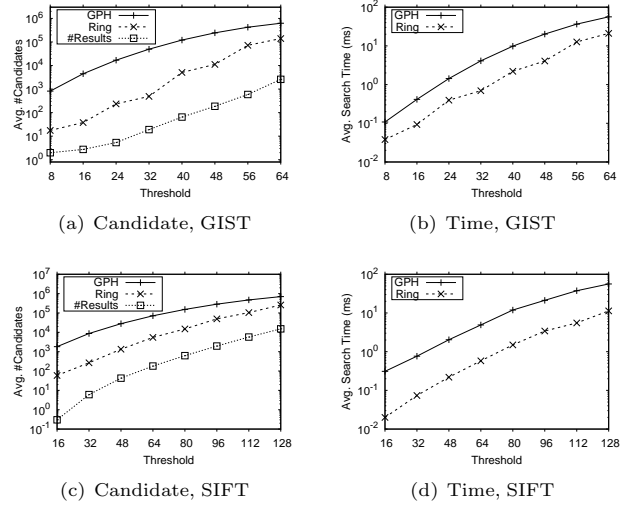 Avg. #Candidates
10^6
10^5
10^4
10^3
10^2
10^1
10^0
GPH
Ring
#Results
8 16 24 32 40 48 56 64
Threshold
(a) Candidate, GIST
Avg. Search Time (ms)
10^2
10^1
10^0
10^-1
10^-2
GPH
Ring
8 16 24 32 40 48 56 64
Threshold
(b) Time, GIST
Avg. #Candidates
10^7
10^6
10^5
10^4
10^3
10^2
10^1
10^0
10^-1
GPH
Ring
#Results
16 32 48 64 80 96 112 128
Threshold
(c) Candidate, SIFT
Avg. Search Time (ms)
10^2
10^1
10^0
10^-1
10^-2
GPH
Ring
16 32 48 64 80 96 112 128
Threshold
(d) Time, SIFT